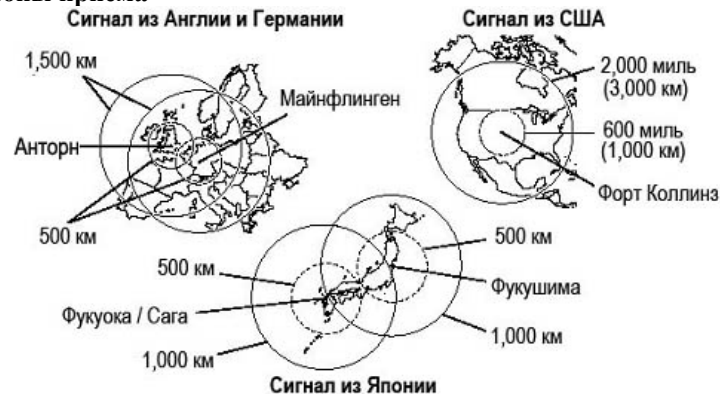 Сигнал из Англии и Германии
1,500 км
Майнфлинген
Анторн
500 км
Сигнал из США
2,000 миль
(3,000 км)
600 миль
(1,000 км)
Форт Коллинз
500 км
500 км
Фукушима
Фукуока / Сага
1,000 км
1,000 км
Сигнал из Японии